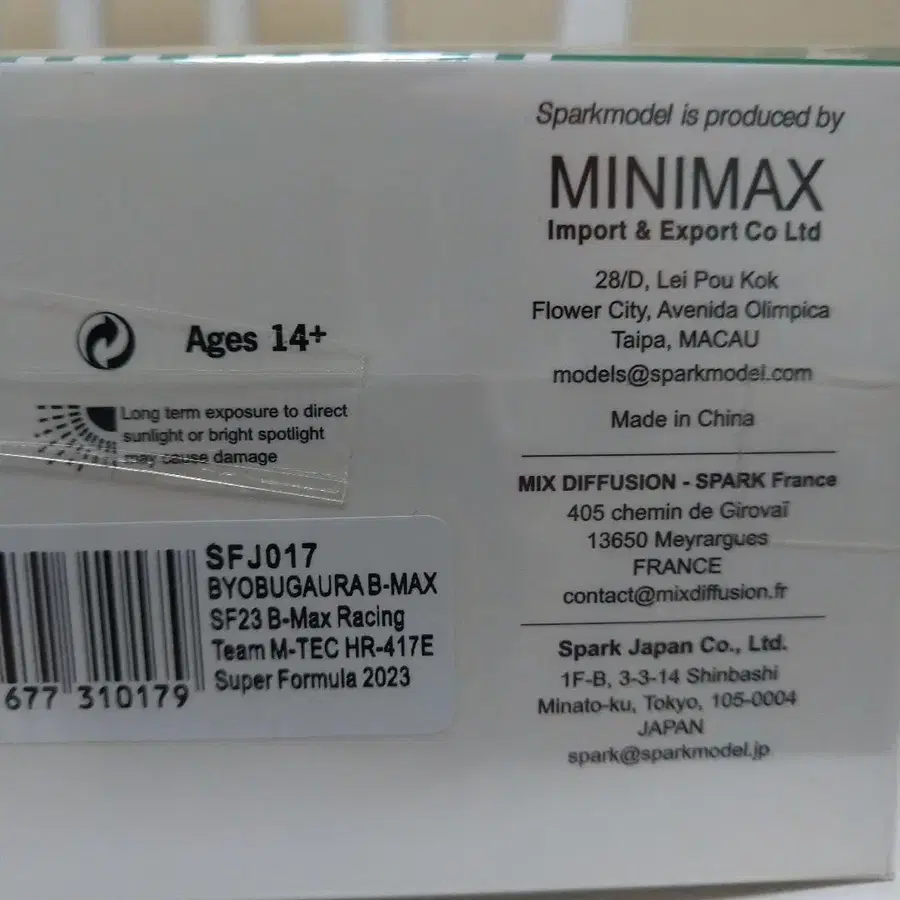 Sparkmodel is produced by
MINIMAX
Import & Export Co Ltd
28/D, Lei Pou Kok
Flower City, Avenida Olimpica
Taipa, MACAU
models@sparkmodel.com
Made in China
MIX DIFFUSION - SPARK France
405 chemin de Girovaï
13650 Meyrargues
FRANCE
contact@mixdiffusion.fr
Spark Japan Co., Ltd.
1F-B, 3-3-14 Shinbashi
Minato-ku, Tokyo, 105-0004
JAPAN
spark@sparkmodel.jp
Ages 14+
Long term exposure to direct
sunlight or bright spotlight
may cause damage
SFJ017
BYOBUGAURA B-MAX
SF23 B-Max Racing
Team M-TEC HR-417E
Super Formula 2023
677 310179